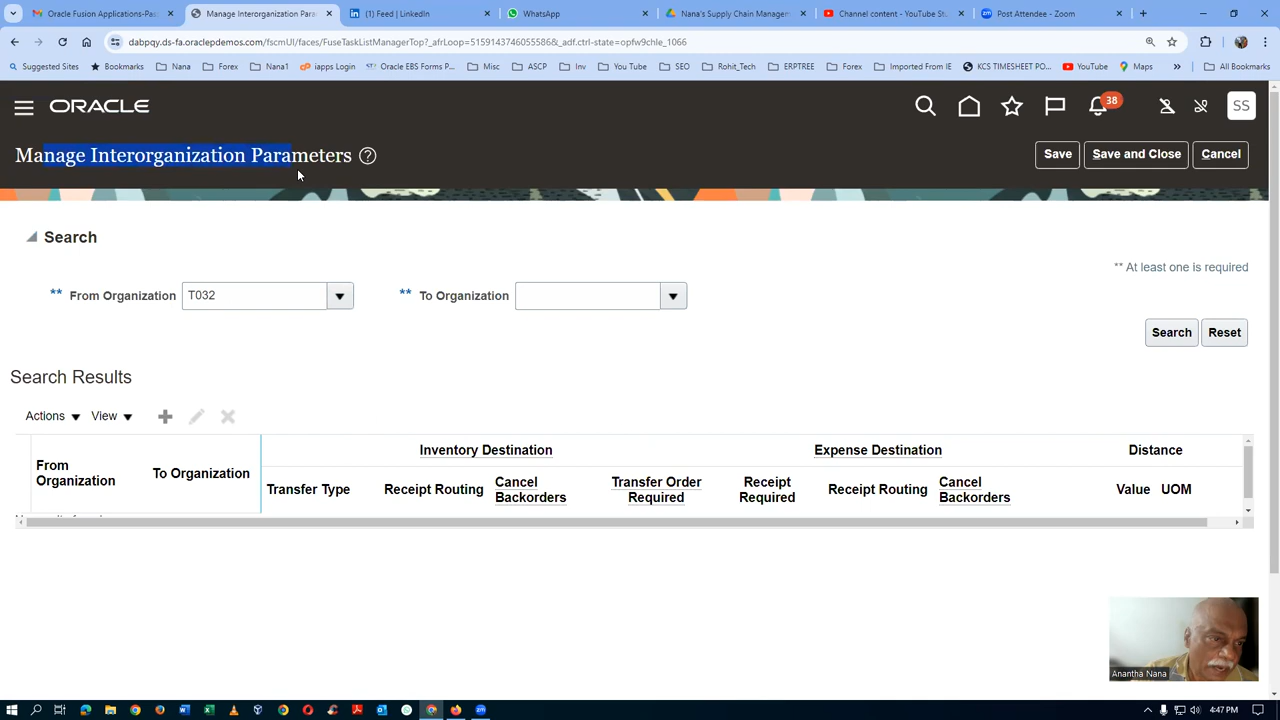 Oracle Fusion Applications-Pas
Manage Interorganization Param
(1) Feed | LinkedIn
WhatsApp
Nana's Supply Chain Managem
Channel content - YouTube Stu
Post Attendee - Zoom
dabpqy.ds-fa.oraclepdemos.com/fscmUI/faces/FuseTaskListManagerTop?_afrLoop=5159143746055586&_adf.ctrl-state=opfw9chle_1066
Suggested Sites
Bookmarks
Nana
Forex
Nana1
iapps Login
Oracle EBS Forms P...
Misc
ASCP
Inv
You Tube
SEO
Rohit_Tech
ERPTREE
Forex
Imported From IE
KCS TIMESHEET PO...
YouTube
Maps
»
All Bookmarks
ORACLE
38
SS
Manage Interorganization Parameters
Save
Save and Close
Cancel
Search
** At least one is required
** From Organization
T032
** To Organization
Search
Reset
Search Results
Actions
View
Inventory Destination
Expense Destination
Distance
From Organization
To Organization
Transfer Type
Receipt Routing
Cancel Backorders
Transfer Order Required
Receipt Required
Receipt Routing
Cancel Backorders
Value
UOM
Anantha Nana
4:47 PM